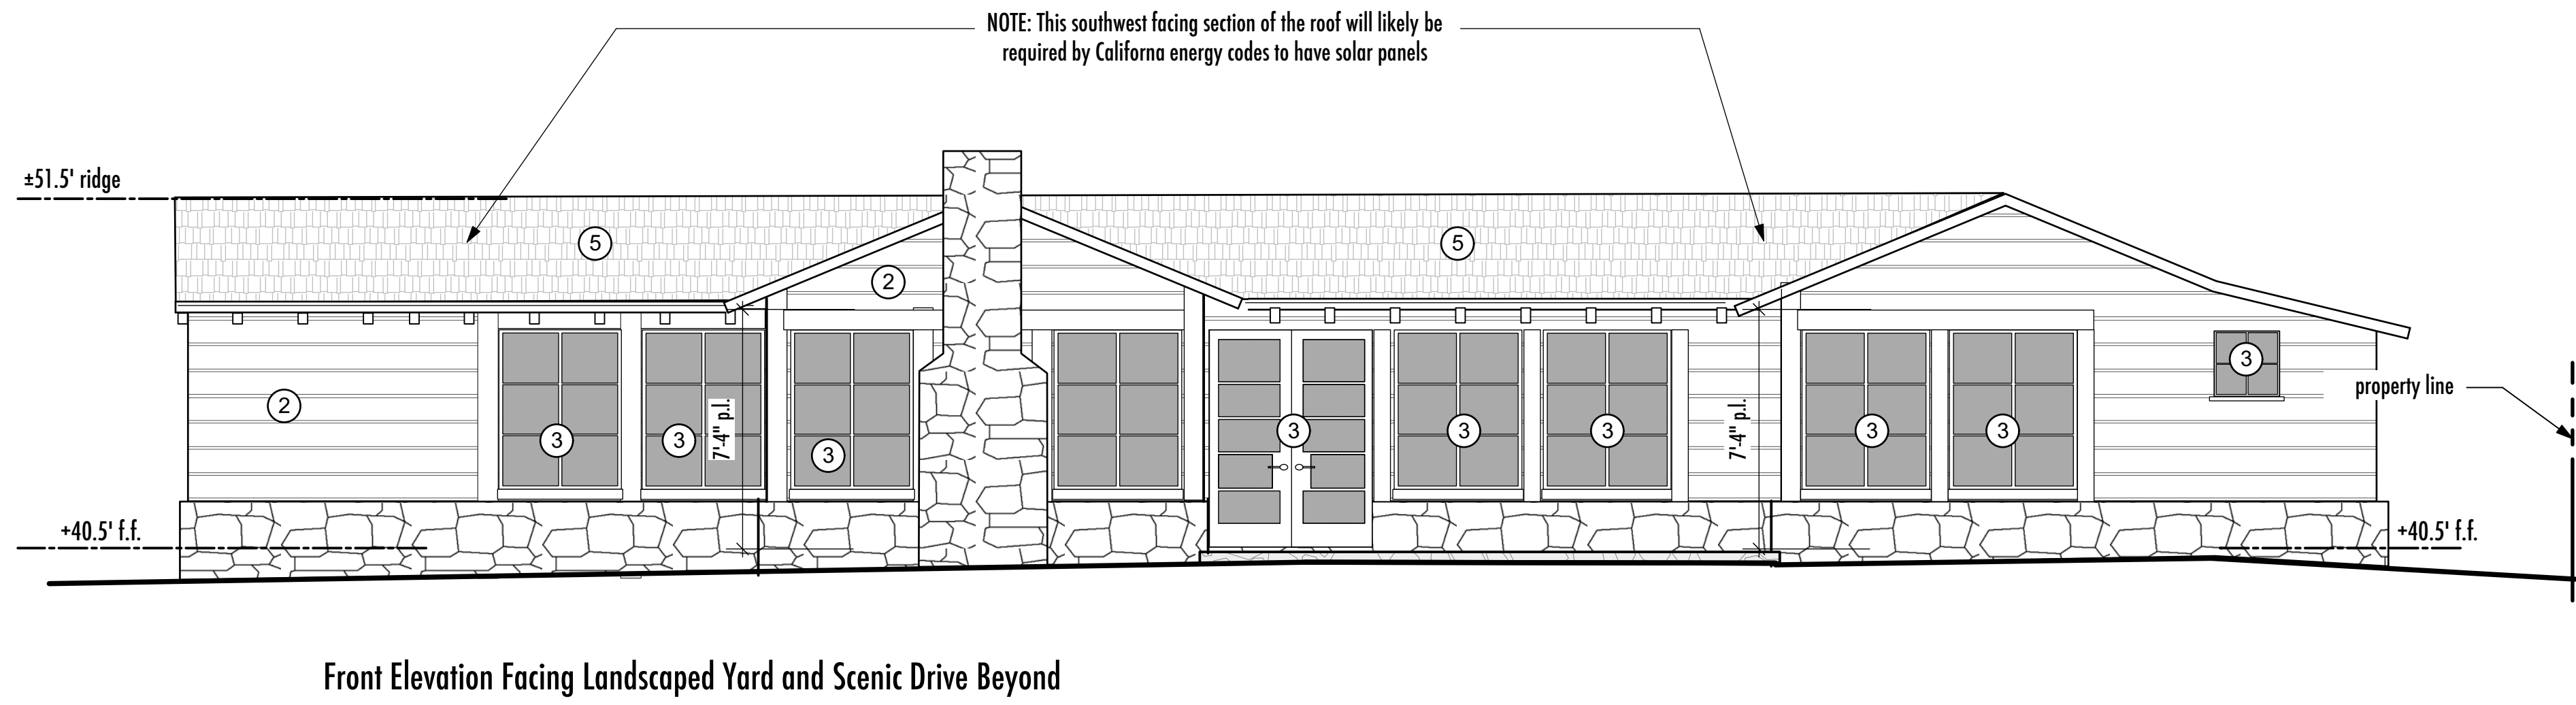 NOTE: This southwest facing section of the roof will likely be
required by Californa energy codes to have solar panels
±51.5' ridge
5
5
2
2
3
3
3
3
3
3
3
3
3
7'-4" p.l.
7'-4" p.l.
property line
+40.5' f.f.
+40.5' f.f.
Front Elevation Facing Landscaped Yard and Scenic Drive Beyond